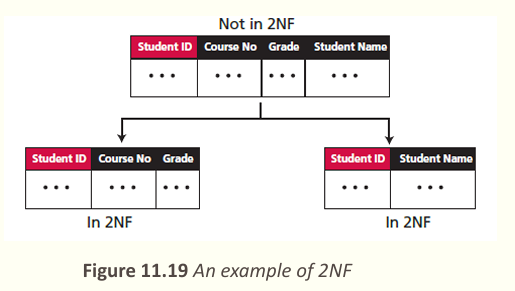 Not in 2NF
Student ID Course No Grade Student Name
• • • • • • • • • • • •
Student ID Course No Grade
• • • • • • • • •
In 2NF
Student ID Student Name
• • • • • •
In 2NF
Figure 11.19 An example of 2NF